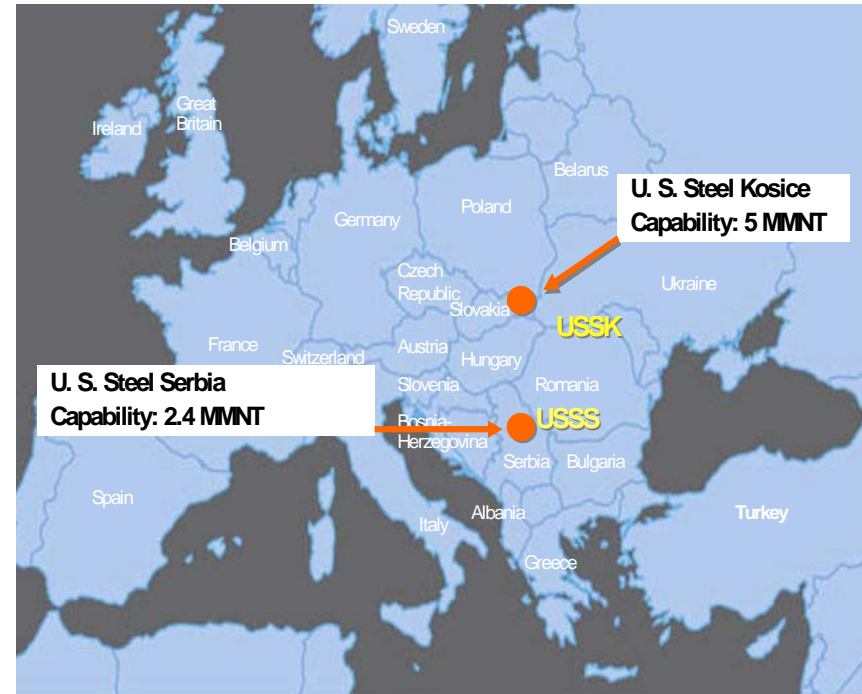 Sweden
Great
Britain
Ireland
Belarus
U. S. Steel Kosice
Capability: 5 MMNT
Poland
Germany
Belgium
Czech
Republic
Ukraine
Slovakia
USSK
France
Switzerland
Austria
Hungary
U. S. Steel Serbia
Capability: 2.4 MMNT
Slovenia
Romania
Bosnia-
Herzegovina
USSS
Serbia
Bulgaria
Spain
Albania
Turkey
Italy
Greece